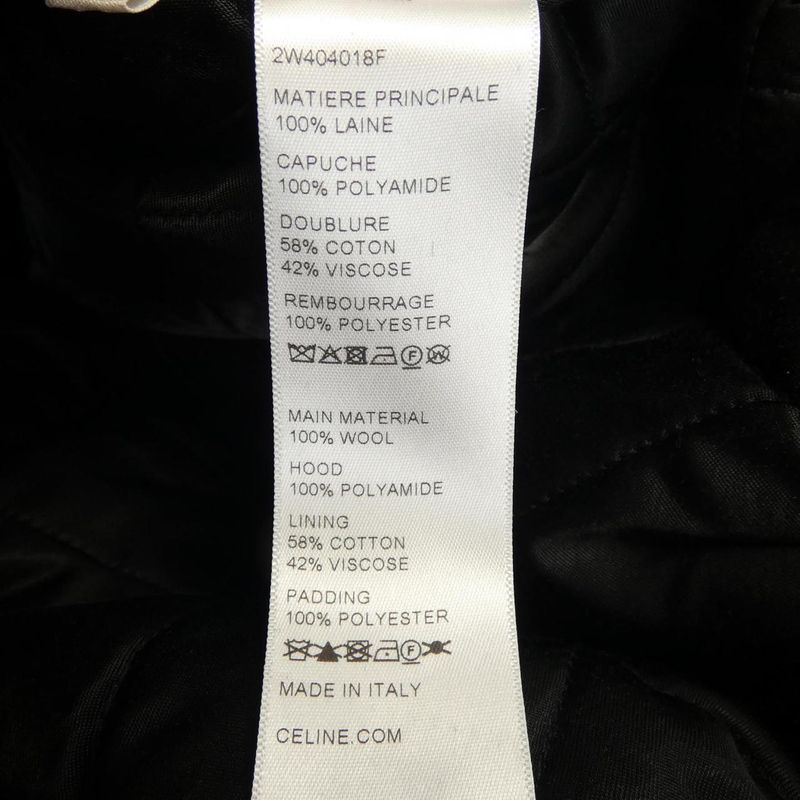 2W404018F
MATIERE PRINCIPALE
100% LAINE
CAPUCHE
100% POLYAMIDE
DOUBLURE
58% COTON
42% VISCOSE
REMBOURRAGE
100% POLYESTER
F W
MAIN MATERIAL
100% WOOL
HOOD
100% POLYAMIDE
LINING
58% COTTON
42% VISCOSE
PADDING
100% POLYESTER
F
MADE IN ITALY
CELINE.COM